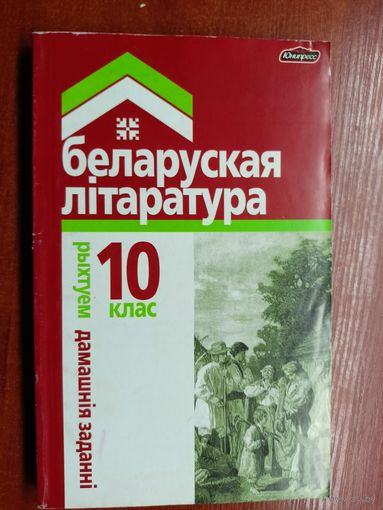 Юнипресс
беларуская
літаратура
10
клас
рыхтуем
дамашнія заданні